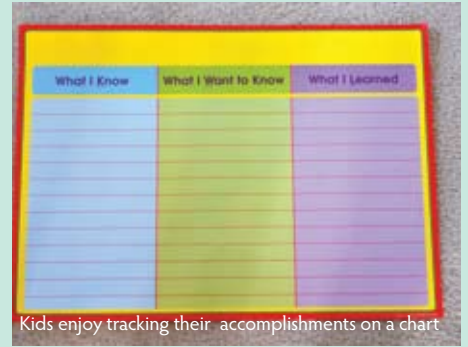 What I Know What I Want to Know What I Learned
Kids enjoy tracking their accomplishments on a chart